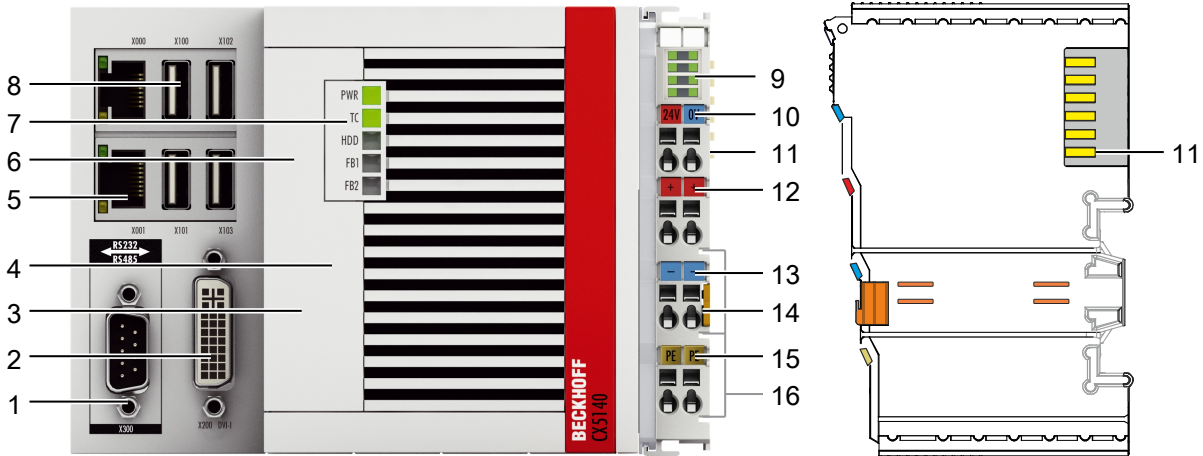 X000 X100 X102
8
7
6
5
4
3
2
1
PWR
TC
HDD
FB1
FB2
X001 X101 X103
RS232
RS485
X300
X200 DVI-I
BECKHOFF
CX5140
24V 0V
+ +
− −
PE PE
9
10
11
12
13
14
15
16
11